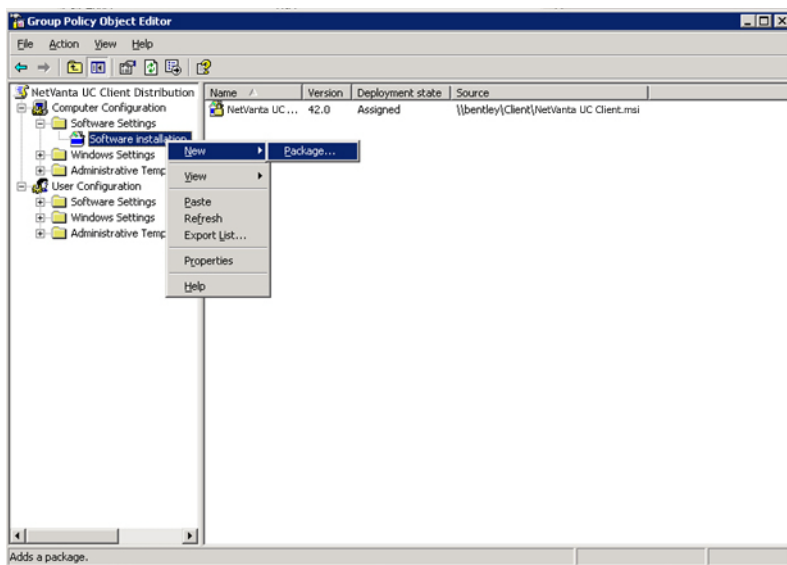 Group Policy Object Editor
File Action View Help
NetVanta UC Client Distribution
Computer Configuration
Software Settings
Software installation
Windows Settings
Administrative Temp
User Configuration
Software Settings
Windows Settings
Administrative Temp
Name Version Deployment state Source
NetVanta UC ... 42.0 Assigned \\bentley\Client\NetVanta UC Client.msi
New
Package...
View
Paste
Refresh
Export List...
Properties
Help
Adds a package.